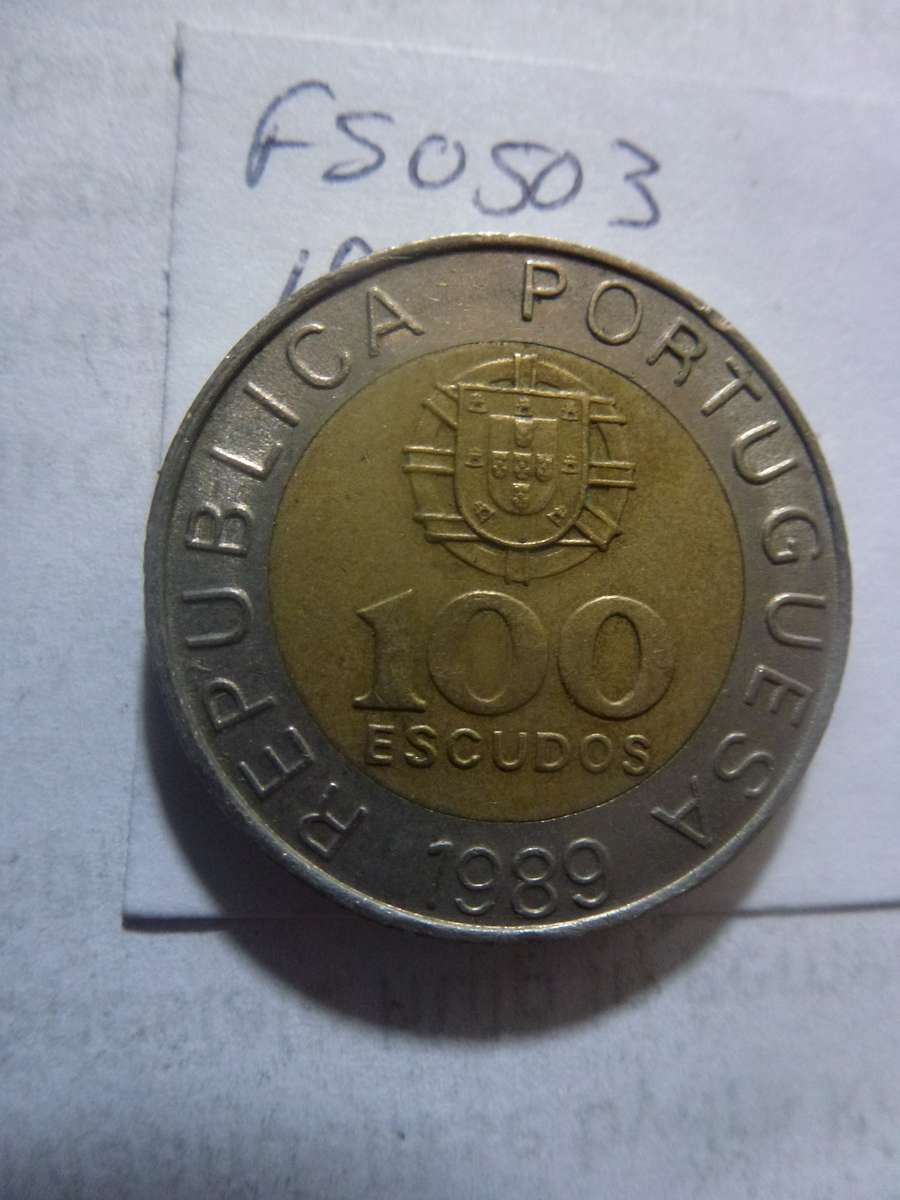 FS0503
REPUBLICA PORTUGUESA
100
ESCUDOS
1989